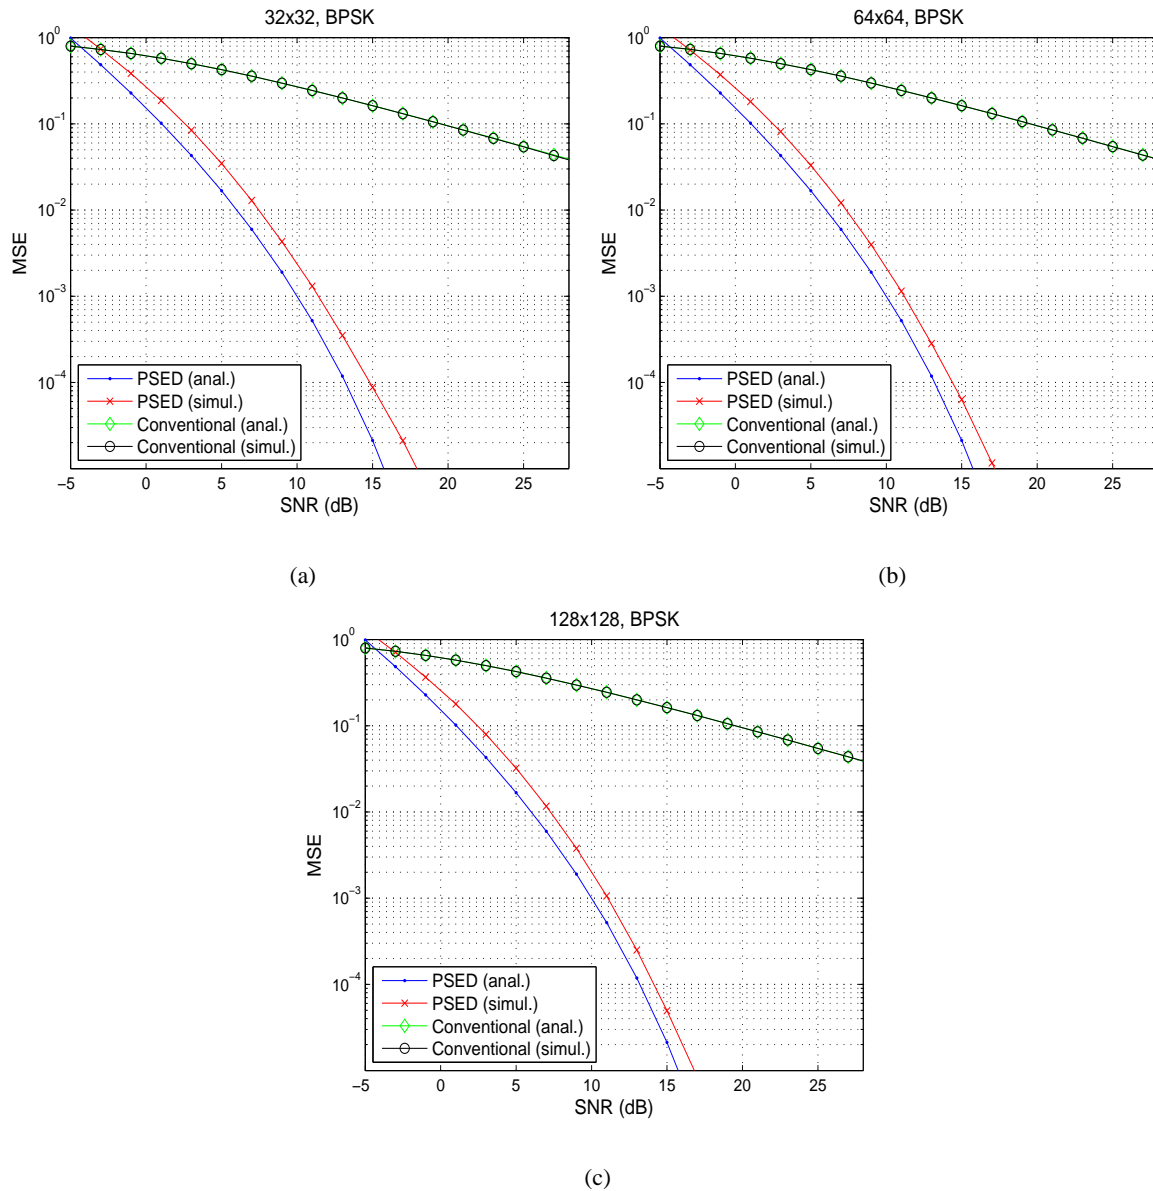 32x32, BPSK
10^0
10^-1
10^-2
10^-3
10^-4
MSE
PSED (anal.)
PSED (simul.)
Conventional (anal.)
Conventional (simul.)
−5 0 5 10 15 20 25
SNR (dB)
(a)
64x64, BPSK
10^0
10^-1
10^-2
10^-3
10^-4
MSE
PSED (anal.)
PSED (simul.)
Conventional (anal.)
Conventional (simul.)
−5 0 5 10 15 20 25
SNR (dB)
(b)
128x128, BPSK
10^0
10^-1
10^-2
10^-3
10^-4
MSE
PSED (anal.)
PSED (simul.)
Conventional (anal.)
Conventional (simul.)
−5 0 5 10 15 20 25
SNR (dB)
(c)